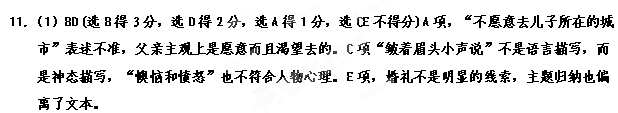 11. (1) BD(选B得3分，选D得2分，选A得1分，选CE不得分)A项，“不愿意去儿子所在的城
市”表述不准，父亲主观上是愿意而且渴望去的。C项“皱着眉头小声说”不是语言描写，而
是神态描写，“懊恼和愤怒”也不符合人物心理。E项，婚礼不是明显的线索，主题归纳也偏
离了文本。